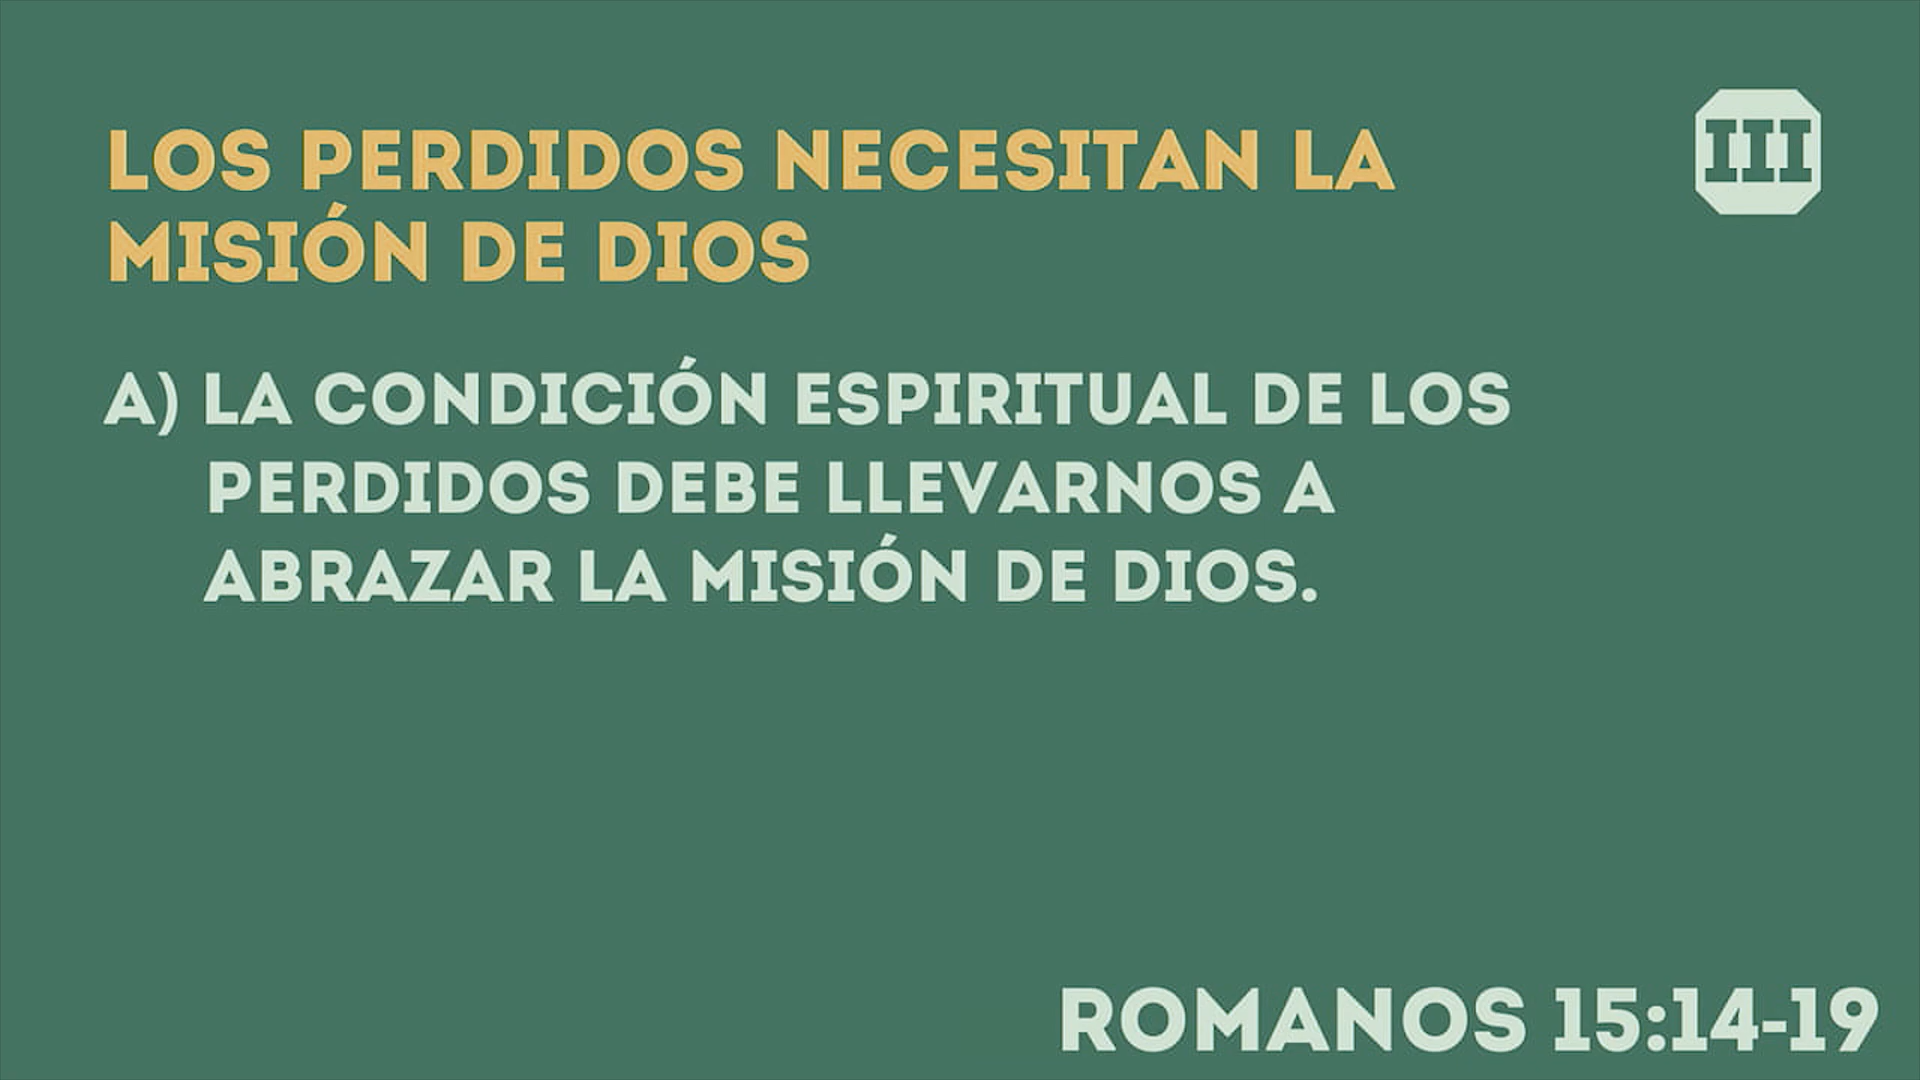 LOS PERDIDOS NECESITAN LA
MISIÓN DE DIOS
III
A) LA CONDICIÓN ESPIRITUAL DE LOS
PERDIDOS DEBE LLEVARNOS A
ABRAZAR LA MISIÓN DE DIOS.
ROMANOS 15:14-19